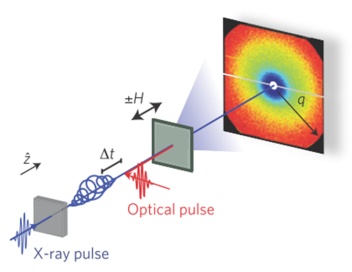 ±H
q
ẑ
Δt
Optical pulse
X-ray pulse